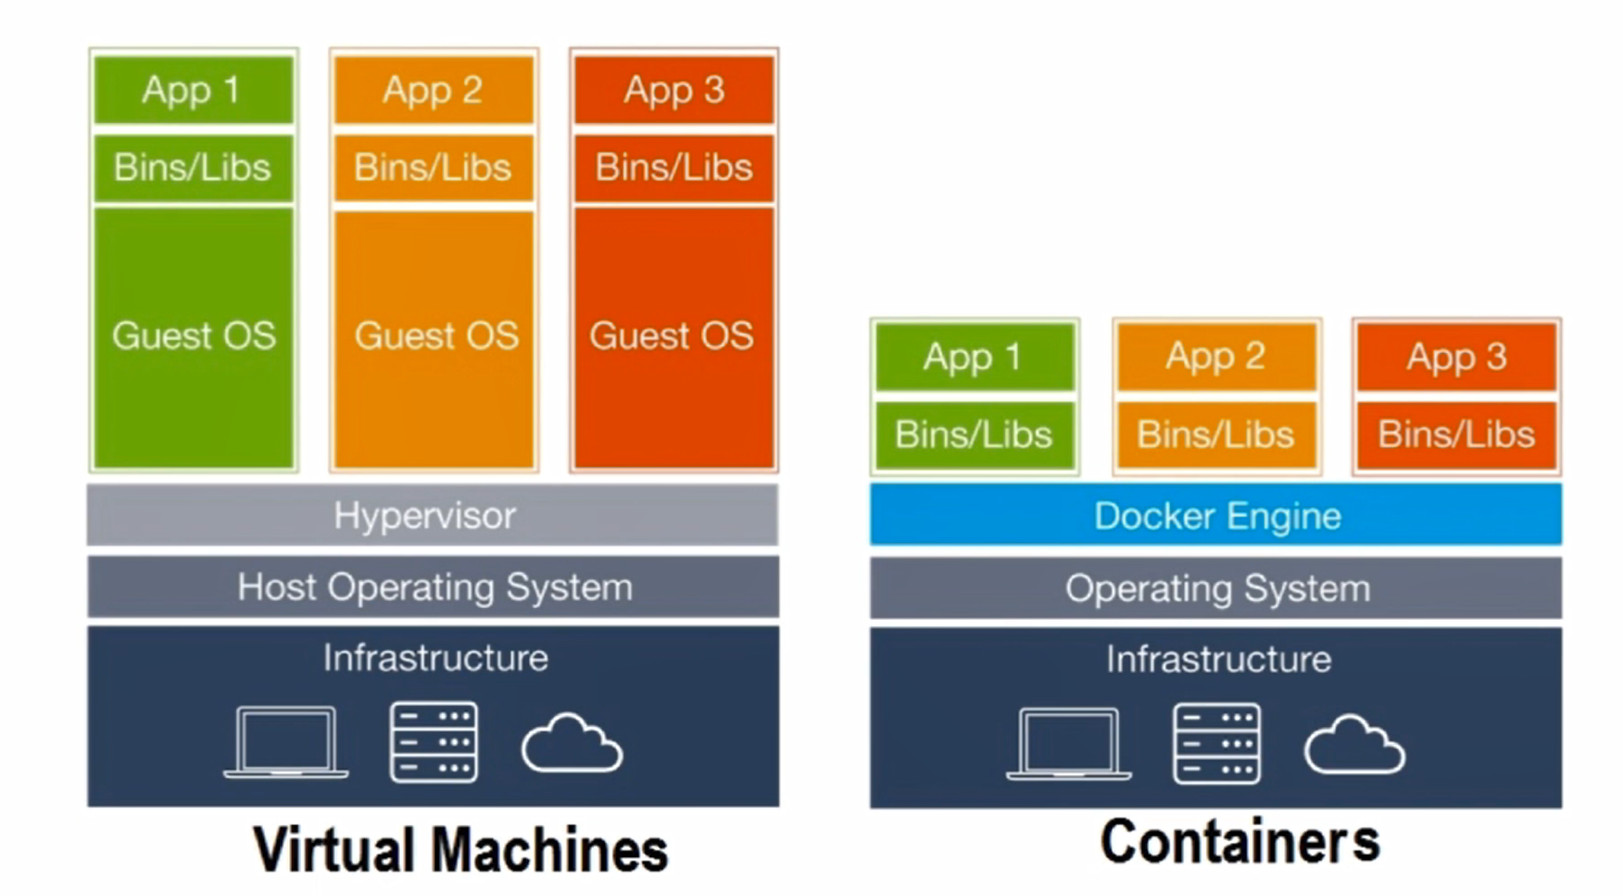 App 1
App 2
App 3
Bins/Libs
Bins/Libs
Bins/Libs
Guest OS
Guest OS
Guest OS
Hypervisor
Host Operating System
Infrastructure
Virtual Machines
App 1
App 2
App 3
Bins/Libs
Bins/Libs
Bins/Libs
Docker Engine
Operating System
Infrastructure
Containers